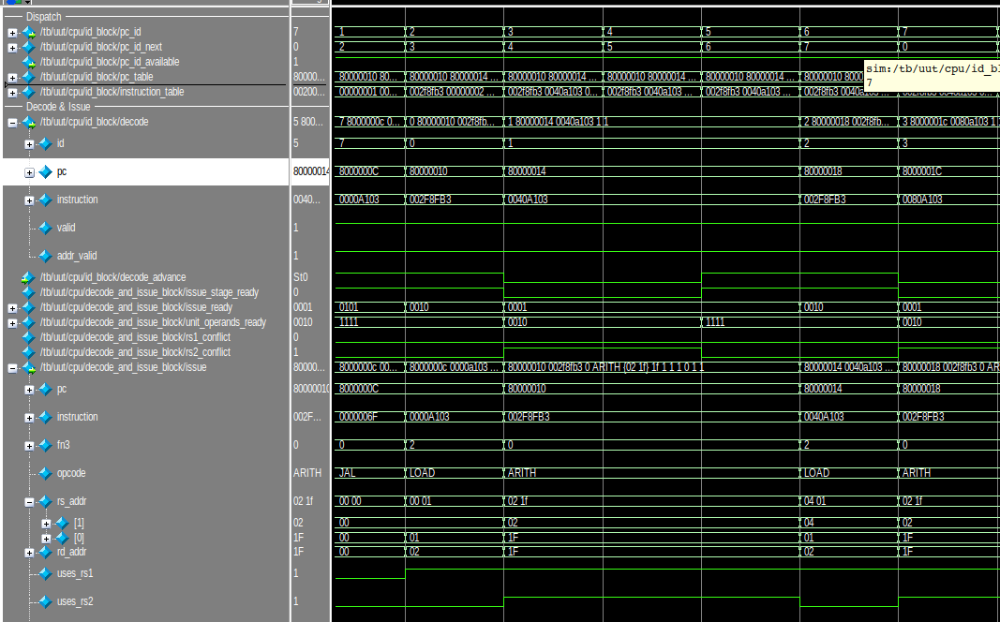 Dispatch
/tb/uut/cpu/id_block/pc_id 7 1 2 3 4 5 6 7
/tb/uut/cpu/id_block/pc_id_next 0 2 3 4 5 6 7 0
/tb/uut/cpu/id_block/pc_id_available 1
/tb/uut/cpu/id_block/pc_table 80000... 80000010 80... 80000010 80000014 ... 80000010 80000014 ... 80000010 80000014 ... 80000010 80000014 ... 80000010 800
sim:/tb/uut/cpu/id_bl
7
/tb/uut/cpu/id_block/instruction_table 00200... 00000001 00... 002f8fb3 00000002 ... 002f8fb3 0040a103 0... 002f8fb3 0040a103 ... 002f8fb3 0040a103 ... 002f8fb3 0040a103 ... 002f8fb3 0040a103 0...
Decode & Issue
/tb/uut/cpu/id_block/decode 5 800... 7 8000000c 0... 0 80000010 002f8fb... 1 80000014 0040a103 1 1 2 80000018 002f8fb... 3 8000001c 0080a103 1 1
id 5 7 0 1 2 3
pc 80000014 8000000C 80000010 80000014 80000018 8000001C
instruction 0040... 0000A103 002F8FB3 0040A103 002F8FB3 0080A103
valid 1
addr_valid 1
/tb/uut/cpu/id_block/decode_advance St0
/tb/uut/cpu/decode_and_issue_block/issue_stage_ready 0
/tb/uut/cpu/decode_and_issue_block/issue_ready 0001 0101 0010 0001 0010 0001
/tb/uut/cpu/decode_and_issue_block/unit_operands_ready 0010 1111 0010 1111 0010
/tb/uut/cpu/decode_and_issue_block/rs1_conflict 0
/tb/uut/cpu/decode_and_issue_block/rs2_conflict 1
/tb/uut/cpu/decode_and_issue_block/issue 80000... 8000000c 00... 8000000c 0000a103 ... 80000010 002f8fb3 0 ARITH {02 1f} 1f 1 1 1 0 1 1 80000014 0040a103 ... 80000018 002f8fb3 0 AR
pc 80000010 8000000C 80000010 80000014 80000018
instruction 002F... 0000006F 0000A103 002F8FB3 0040A103 002F8FB3
fn3 0 0 2 0 2 0
opcode ARITH JAL LOAD ARITH LOAD ARITH
rs_addr 02 1f 00 00 00 01 02 1f 04 01 02 1f
[1] 02 00 02 04 02
[0] 1F 00 01 1F 01 1F
rd_addr 1F 00 02 1F 02 1F
uses_rs1 1
uses_rs2 1